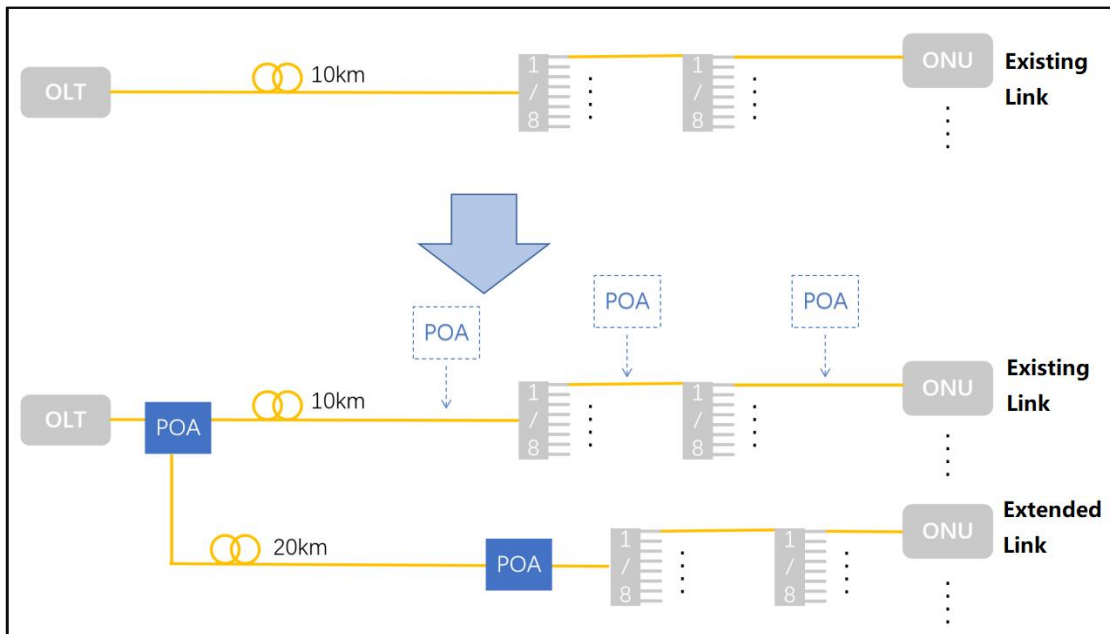 OLT
10km
1
/
8
1
/
8
ONU
Existing
Link
POA
POA
POA
OLT
POA
10km
1
/
8
1
/
8
ONU
Existing
Link
20km
POA
1
/
8
1
/
8
ONU
Extended
Link